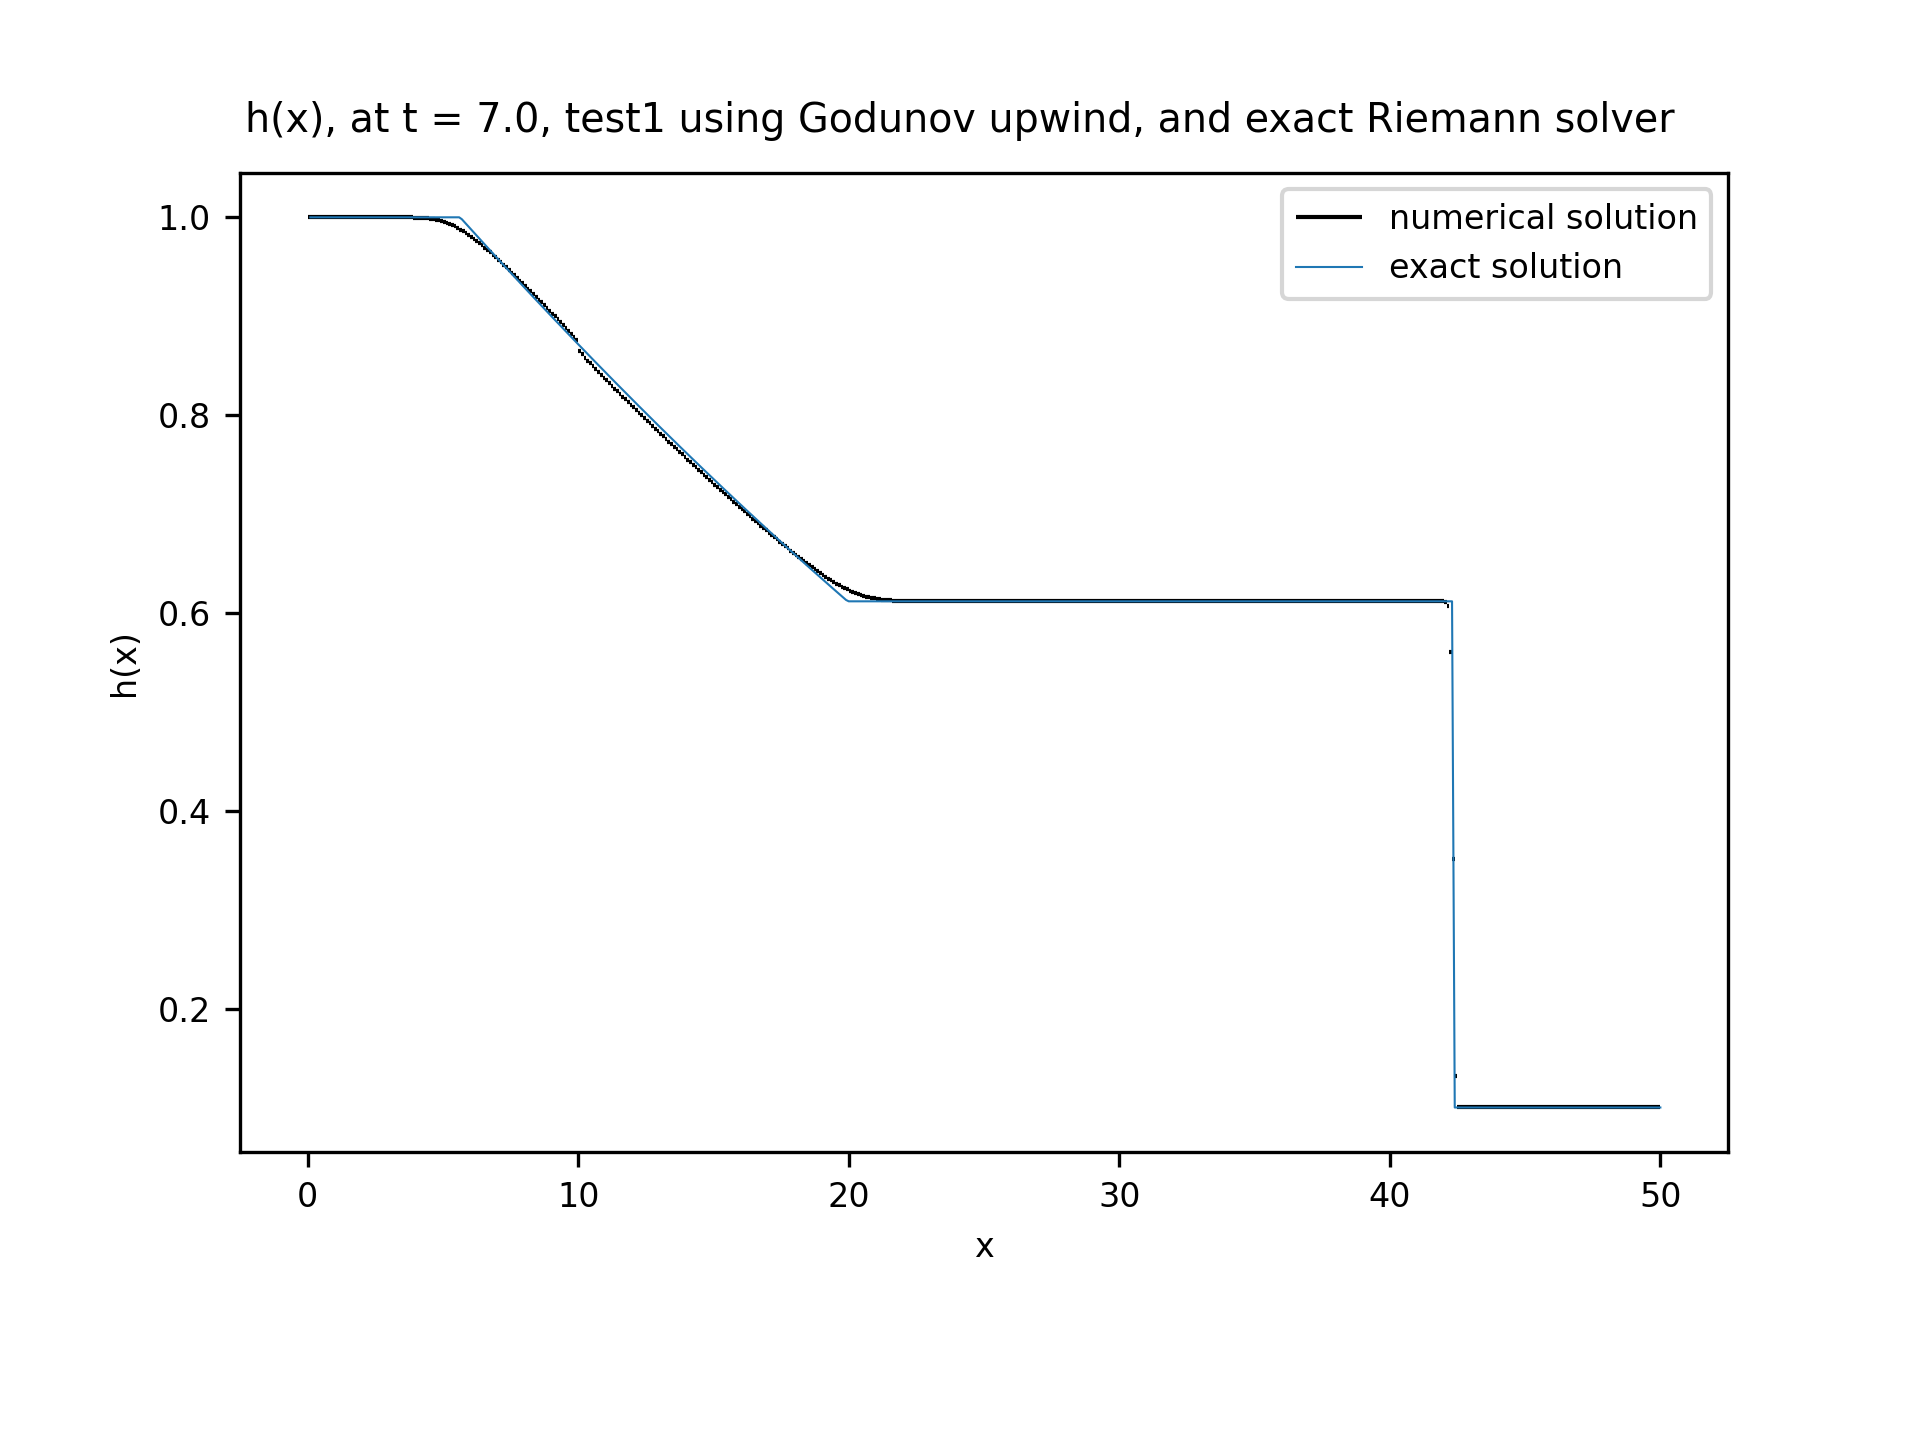 h(x), at t = 7.0, test1 using Godunov upwind, and exact Riemann solver
numerical solution
exact solution
1.0
0.8
0.6
0.4
0.2
h(x)
0 10 20 30 40 50
x